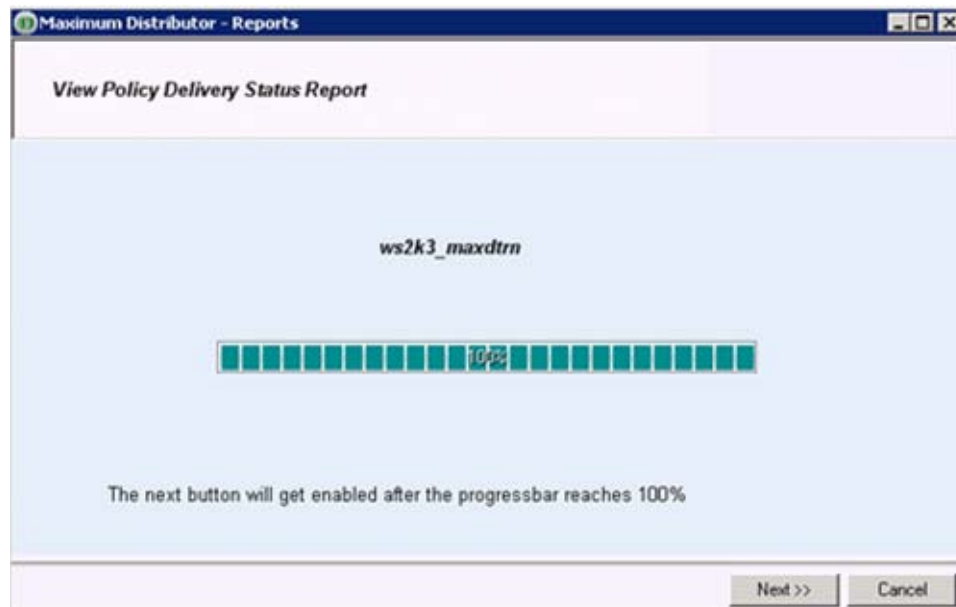 Maximum Distributor - Reports
View Policy Delivery Status Report
ws2k3_maxdtrn
100%
The next button will get enabled after the progressbar reaches 100%
Next >>
Cancel